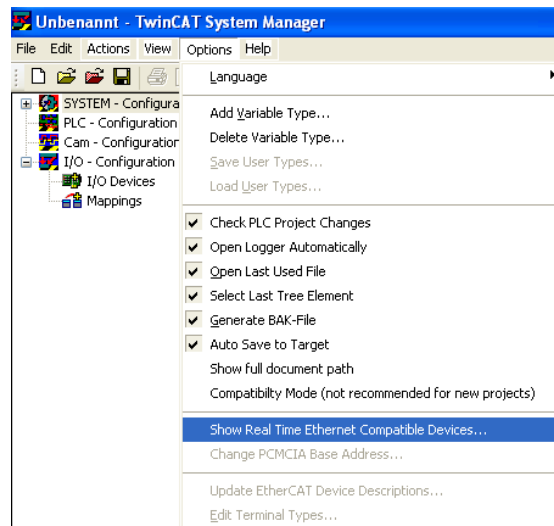 Unbenannt - TwinCAT System Manager
File Edit Actions View Options Help
SYSTEM - Configura
PLC - Configuration
Cam - Configuration
I/O - Configuration
I/O Devices
Mappings
Language
Add Variable Type...
Delete Variable Type...
Save User Types...
Load User Types...
Check PLC Project Changes
Open Logger Automatically
Open Last Used File
Select Last Tree Element
Generate BAK-File
Auto Save to Target
Show full document path
Compatibilty Mode (not recommended for new projects)
Show Real Time Ethernet Compatible Devices...
Change PCMCIA Base Address...
Update EtherCAT Device Descriptions...
Edit Terminal Types...